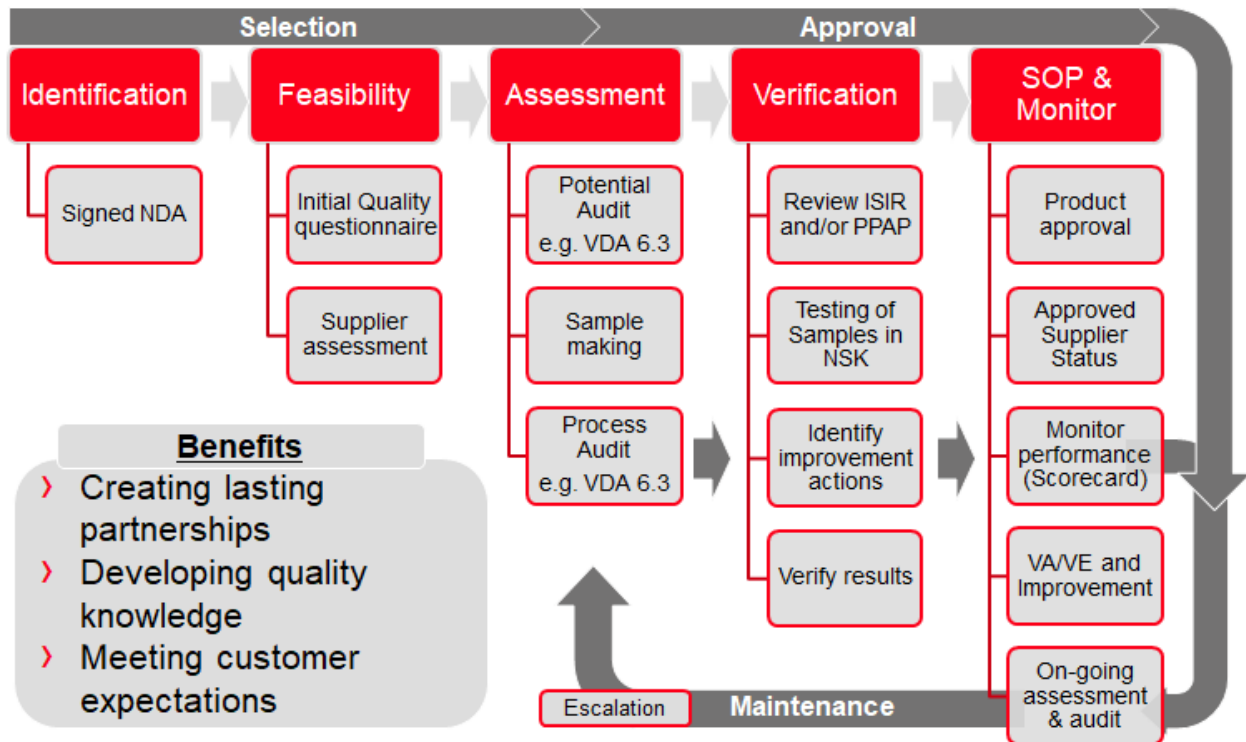 Selection
Approval
Identification
Feasibility
Assessment
Verification
SOP &
Monitor
Signed NDA
Initial Quality
questionnaire
Supplier
assessment
Potential
Audit
e.g. VDA 6.3
Sample
making
Process
Audit
e.g. VDA 6.3
Review ISIR
and/or PPAP
Testing of
Samples in
NSK
Identify
improvement
actions
Verify results
Product
approval
Approved
Supplier
Status
Monitor
performance
(Scorecard)
VA/VE and
Improvement
On-going
assessment
& audit
Benefits
› Creating lasting
partnerships
› Developing quality
knowledge
› Meeting customer
expectations
Escalation
Maintenance